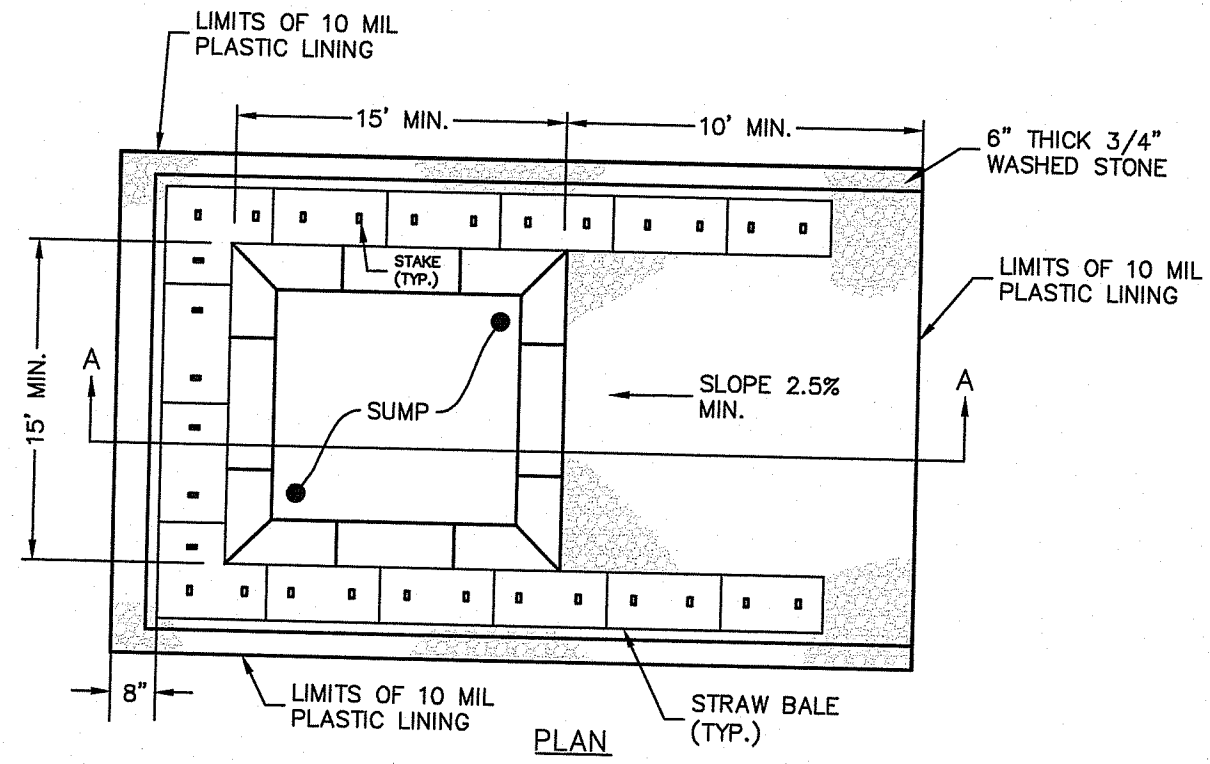 LIMITS OF 10 MIL
PLASTIC LINING
15' MIN.
10' MIN.
6" THICK 3/4"
WASHED STONE
STAKE
(TYP.)
LIMITS OF 10 MIL
PLASTIC LINING
15' MIN.
A
SUMP
SLOPE 2.5%
MIN.
A
8"
LIMITS OF 10 MIL
PLASTIC LINING
STRAW BALE
(TYP.)
PLAN